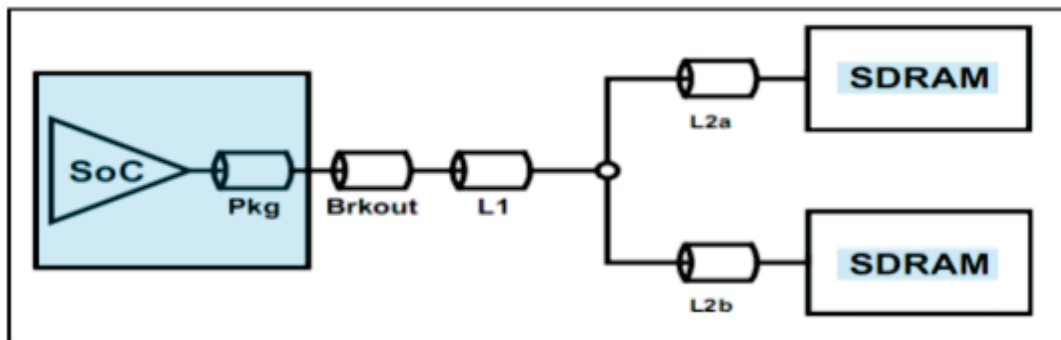 SoC
Pkg
Brkout
L1
L2a
SDRAM
L2b
SDRAM